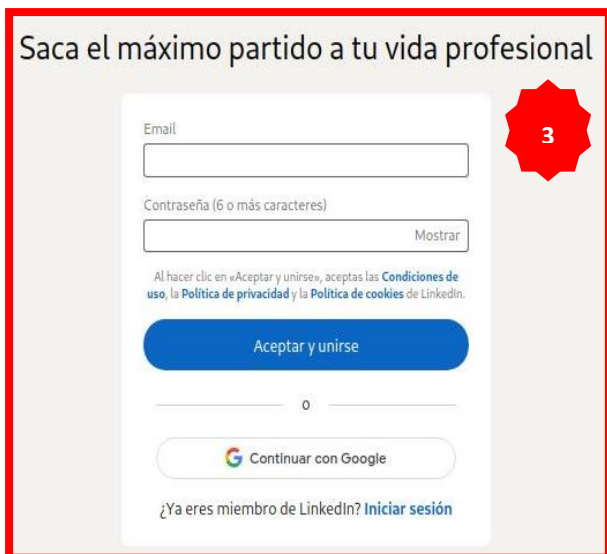 Saca el máximo partido a tu vida profesional
3
Email
Contraseña (6 o más caracteres)
Mostrar
Al hacer clic en «Aceptar y unirse», aceptas las Condiciones de
uso, la Política de privacidad y la Política de cookies de LinkedIn.
Aceptar y unirse
o
Continuar con Google
¿Ya eres miembro de LinkedIn? Iniciar sesión